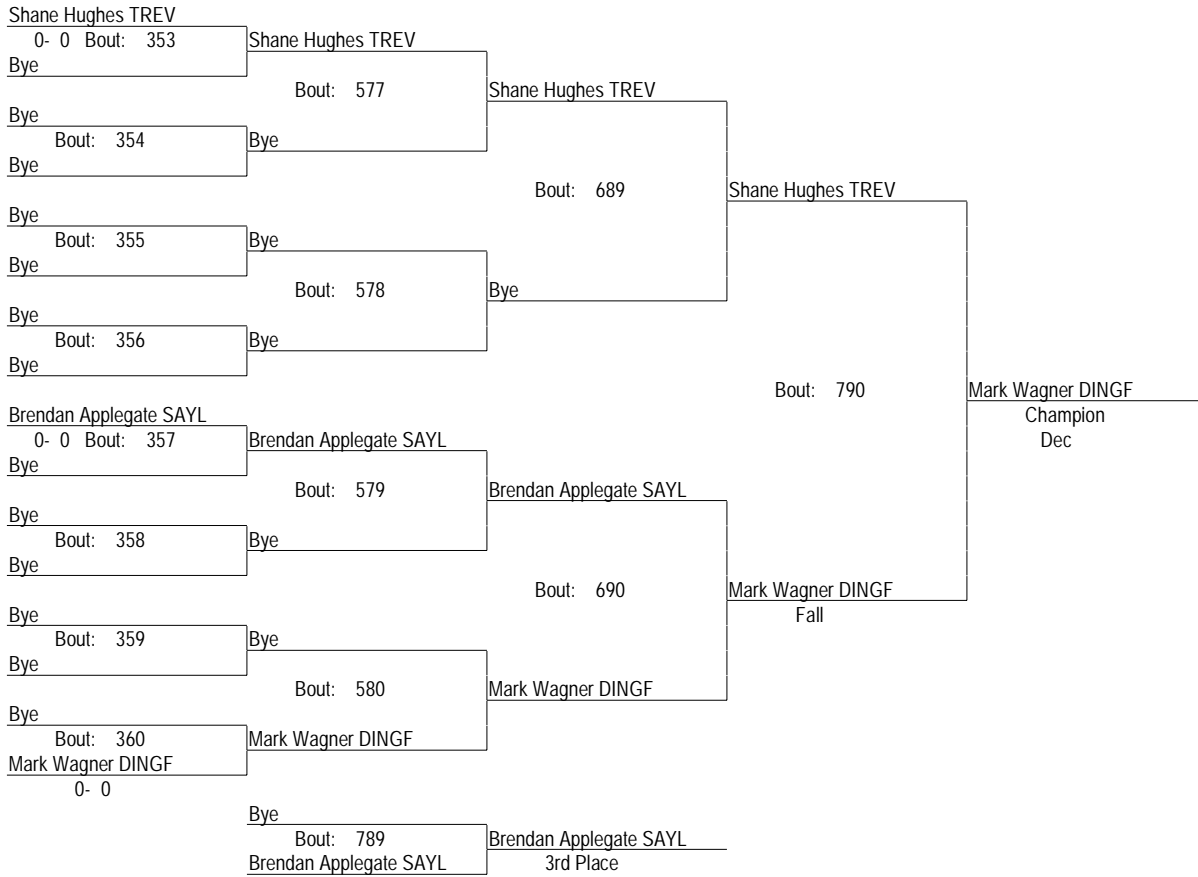 Shane Hughes TREV
0- 0 Bout: 353
Shane Hughes TREV
Bye
Bout: 577
Shane Hughes TREV
Bye
Bout: 354
Bye
Bye
Bout: 689
Shane Hughes TREV
Bye
Bout: 355
Bye
Bye
Bout: 578
Bye
Bye
Bout: 356
Bye
Bye
Bout: 790
Mark Wagner DINGF
Champion
Dec
Brendan Applegate SAYL
0- 0 Bout: 357
Brendan Applegate SAYL
Bye
Bout: 579
Brendan Applegate SAYL
Bye
Bout: 358
Bye
Bye
Bout: 690
Mark Wagner DINGF
Fall
Bye
Bout: 359
Bye
Bye
Bout: 580
Mark Wagner DINGF
Bye
Bout: 360
Mark Wagner DINGF
Mark Wagner DINGF
0- 0
Bye
Bout: 789
Brendan Applegate SAYL
Brendan Applegate SAYL
3rd Place